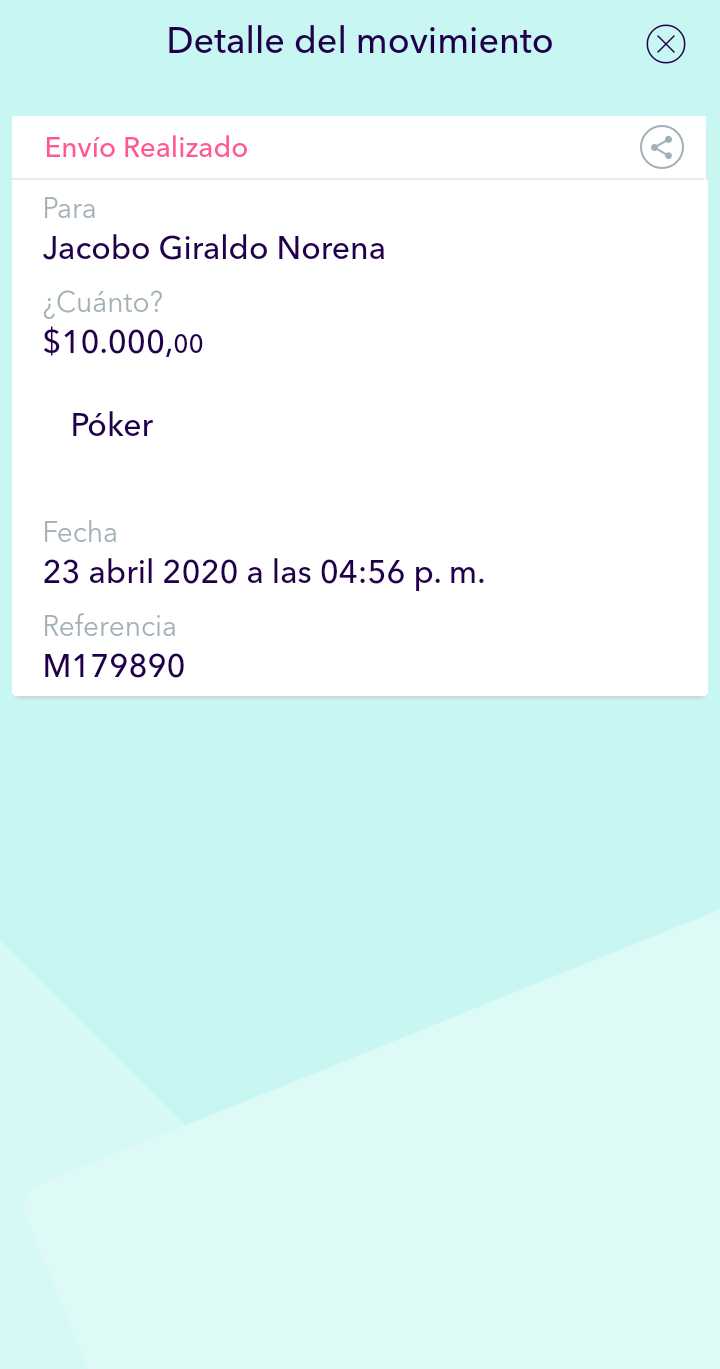 Detalle del movimiento
Envío Realizado
Para
Jacobo Giraldo Norena
¿Cuánto?
$10.000,00
Póker
Fecha
23 abril 2020 a las 04:56 p. m.
Referencia
M179890